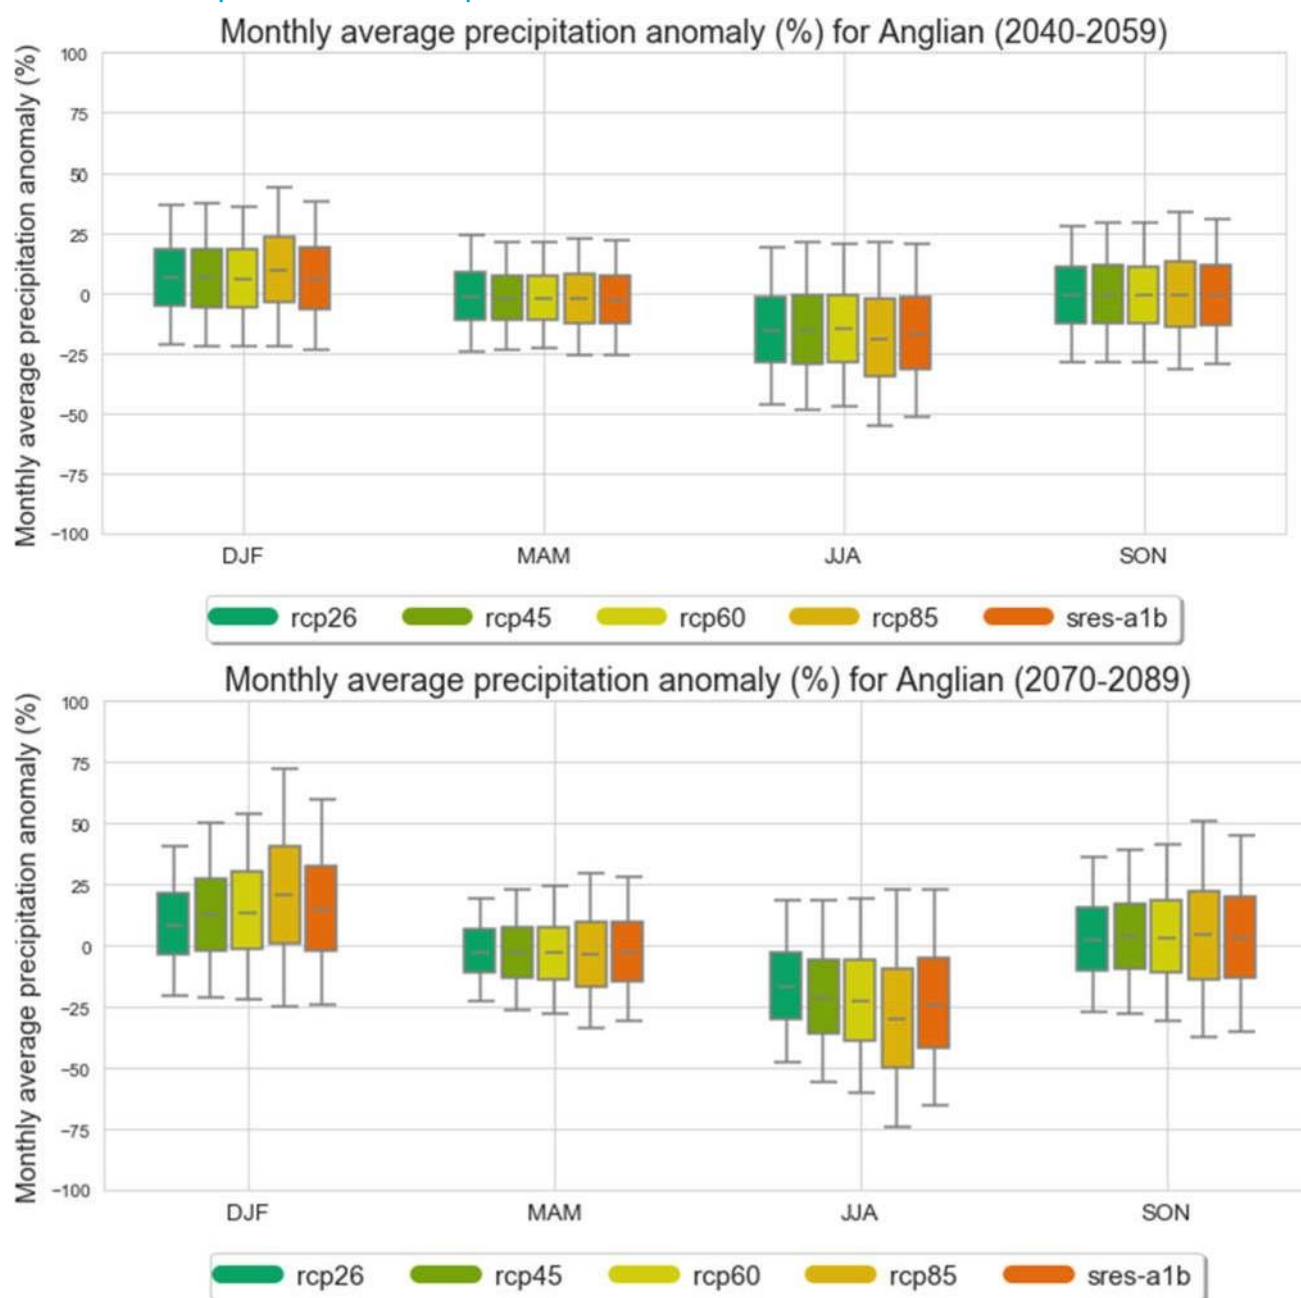 Monthly average precipitation anomaly (%) for Anglian (2040-2059)
Monthly average precipitation anomaly (%)
100
75
50
25
0
−25
−50
−75
−100
DJF MAM JJA SON
rcp26 rcp45 rcp60 rcp85 sres-a1b
Monthly average precipitation anomaly (%) for Anglian (2070-2089)
Monthly average precipitation anomaly (%)
100
75
50
25
0
−25
−50
−75
−100
DJF MAM JJA SON
rcp26 rcp45 rcp60 rcp85 sres-a1b